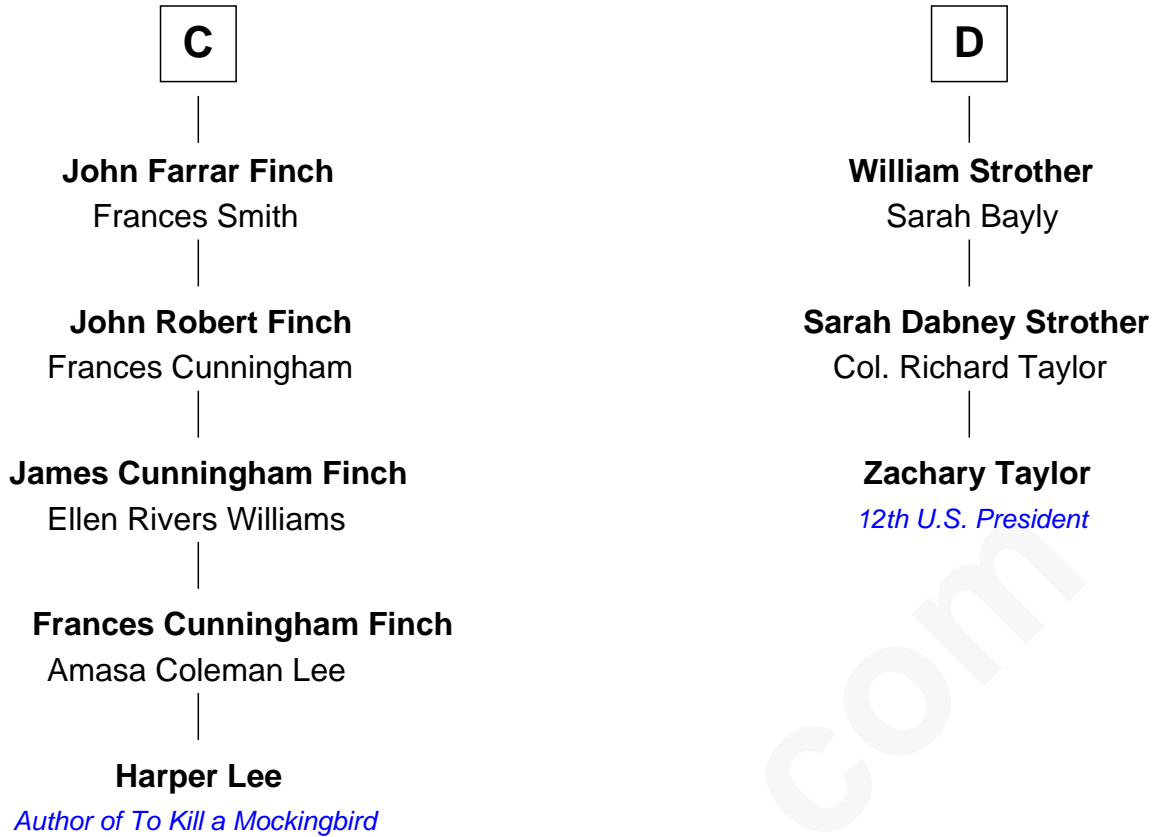 C
John Farrar Finch
Frances Smith
John Robert Finch
Frances Cunningham
James Cunningham Finch
Ellen Rivers Williams
Frances Cunningham Finch
Amasa Coleman Lee
Harper Lee
Author of To Kill a Mockingbird
D
William Strother
Sarah Bayly
Sarah Dabney Strother
Col. Richard Taylor
Zachary Taylor
12th U.S. President
com